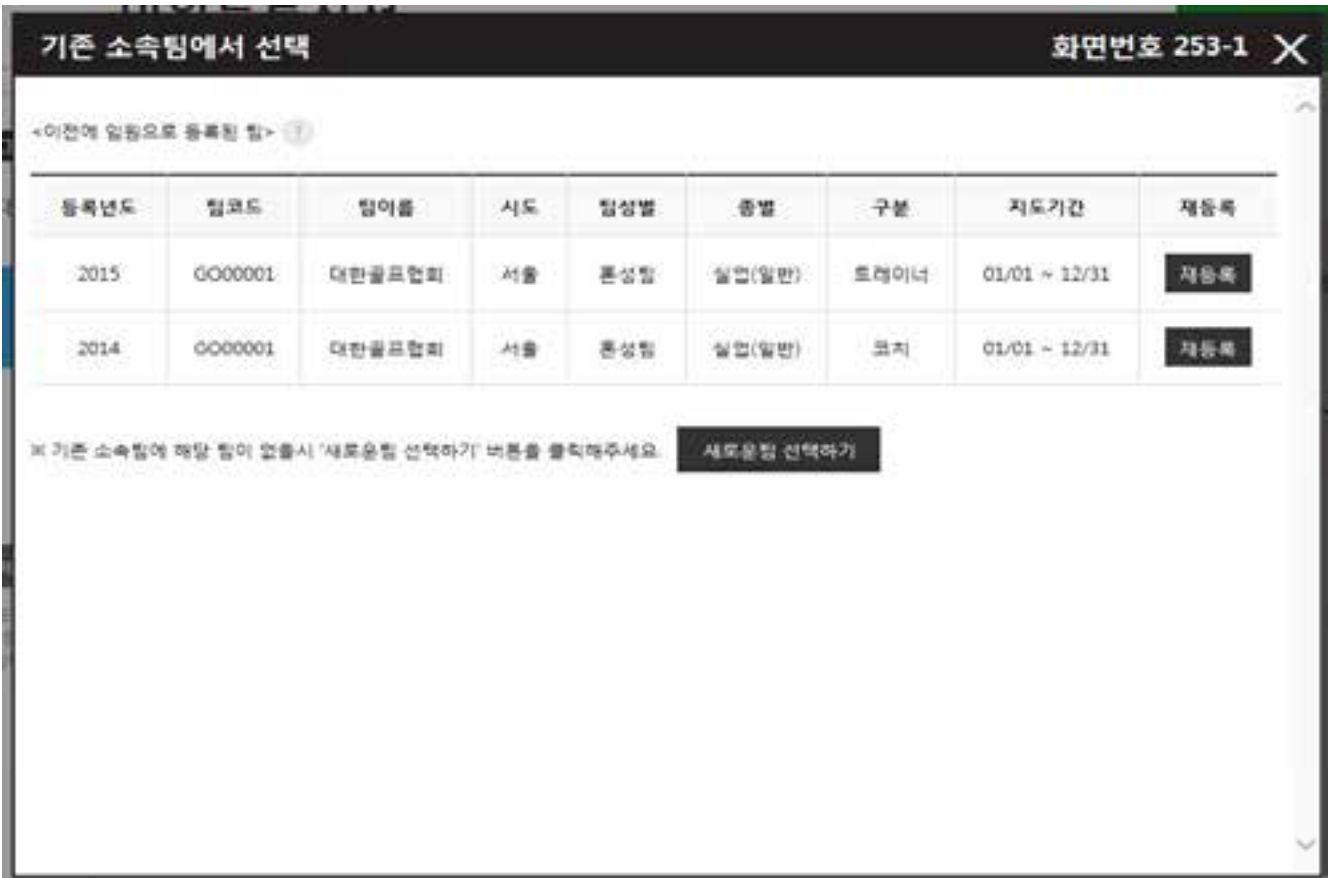 기존 소속팀에서 선택 화면번호 253-1 X
<이전에 임원으로 등록된 팀> ?
등록년도 팀코드 팀이름 시도 팀성별 종별 구분 지도기간 재등록
2015 GO00001 대한골프협회 서울 혼성팀 실업(일반) 트레이너 01/01 ~ 12/31 재등록
2014 GO00001 대한골프협회 서울 혼성팀 실업(일반) 코치 01/01 ~ 12/31 재등록
※ 기존 소속팀에 해당 팀이 없을시 '새로운팀 선택하기' 버튼을 클릭해주세요. 새로운팀 선택하기